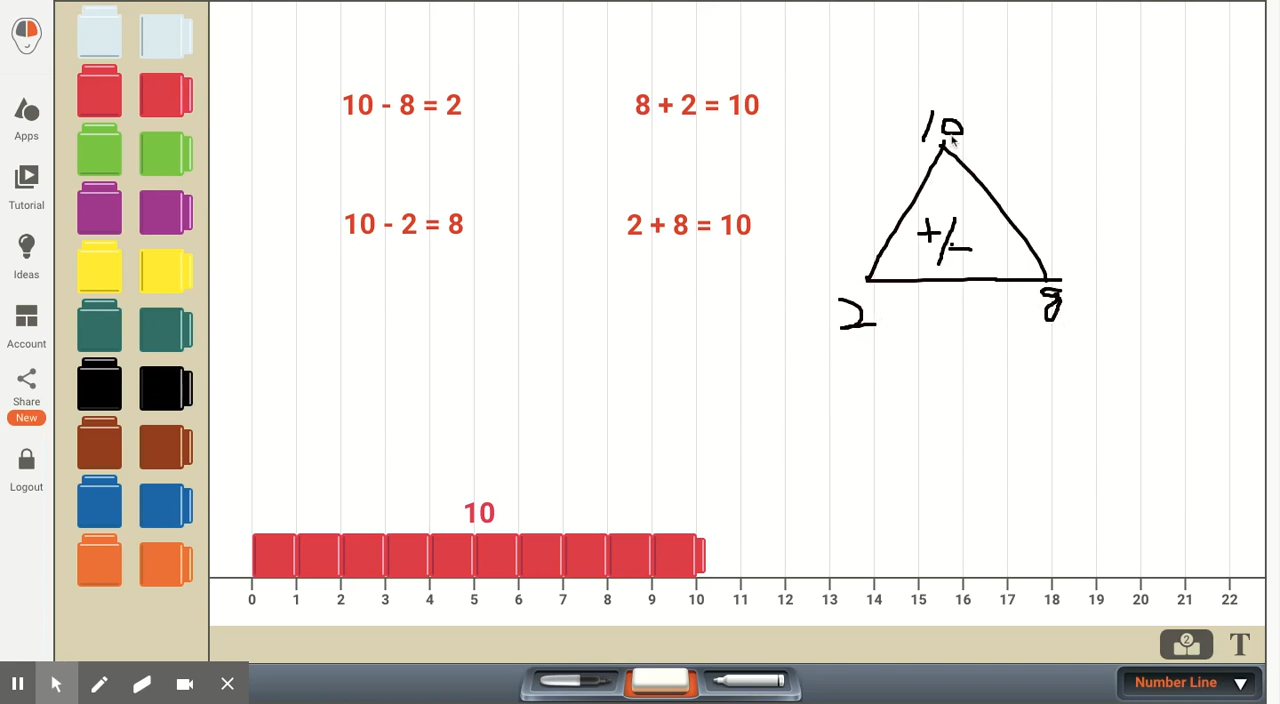 Apps
Tutorial
Ideas
Account
Share
New
Logout
10 - 8 = 2
8 + 2 = 10
10 - 2 = 8
2 + 8 = 10
10
+/-
2
8
10
0 1 2 3 4 5 6 7 8 9 10 11 12 13 14 15 16 17 18 19 20 21 22
2
T
Number Line